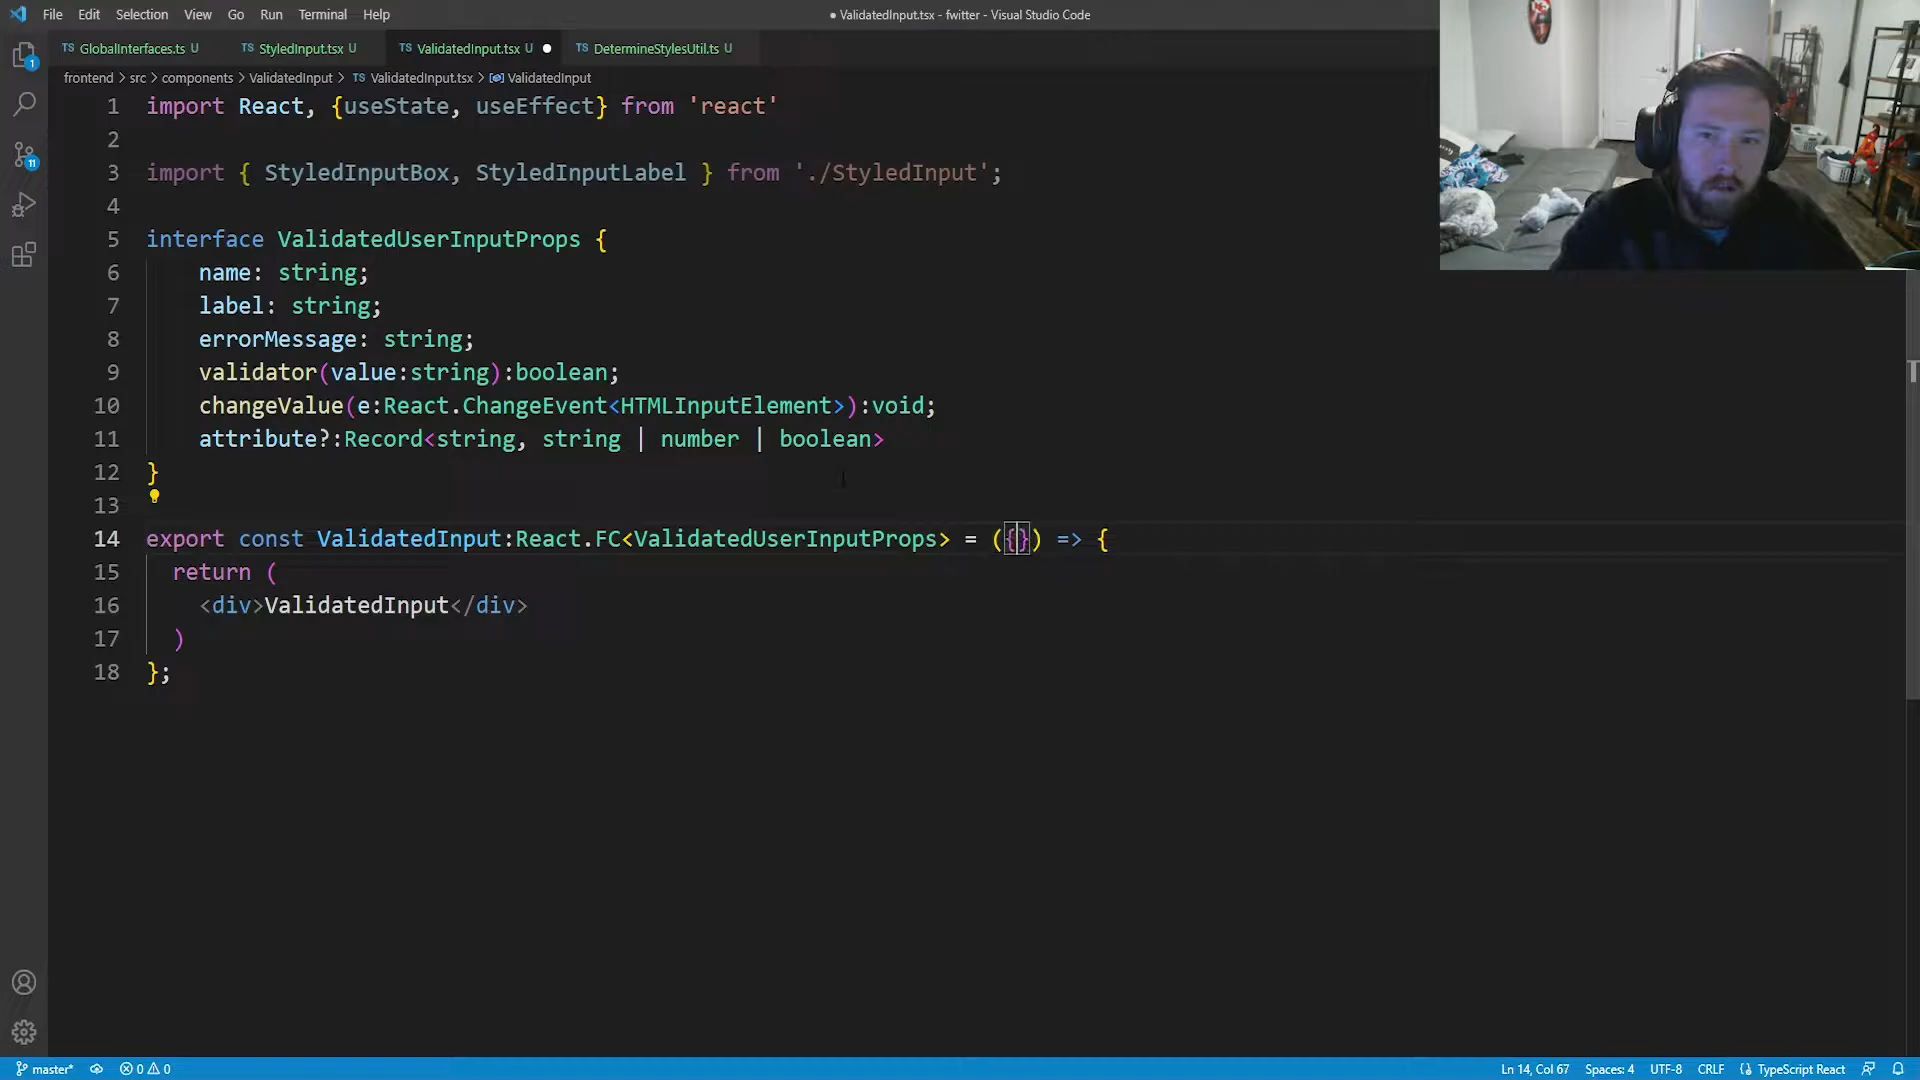 File Edit Selection View Go Run Terminal Help
● ValidatedInput.tsx - fwitter - Visual Studio Code
TS GlobalInterfaces.ts U
TS StyledInput.tsx U
TS ValidatedInput.tsx U ●
TS DetermineStylesUtil.ts U
frontend > src > components > ValidatedInput > TS ValidatedInput.tsx > ValidatedInput
1 import React, {useState, useEffect} from 'react'
2
3 import { StyledInputBox, StyledInputLabel } from './StyledInput';
4
5 interface ValidatedUserInputProps {
6 name: string;
7 label: string;
8 errorMessage: string;
9 validator(value:string):boolean;
10 changeValue(e:React.ChangeEvent<HTMLInputElement>):void;
11 attribute?:Record<string, string | number | boolean>
12 }
13
14 export const ValidatedInput:React.FC<ValidatedUserInputProps> = ({}) => {
15 return (
16 <div>ValidatedInput</div>
17 )
18 };
1
11
master* 0 0 Ln 14, Col 67 Spaces: 4 UTF-8 CRLF TypeScript React